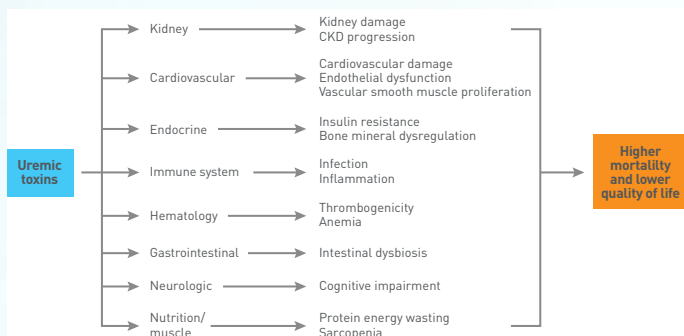 Uremic
toxins
Kidney
Kidney damage
CKD progression
Cardiovascular
Cardiovascular damage
Endothelial dysfunction
Vascular smooth muscle proliferation
Endocrine
Insulin resistance
Bone mineral dysregulation
Immune system
Infection
Inflammation
Hematology
Thrombogenicity
Anemia
Gastrointestinal
Intestinal dysbiosis
Neurologic
Cognitive impairment
Nutrition/
muscle
Protein energy wasting
Sarcopenia
Higher
mortalilty
and lower
quality of life